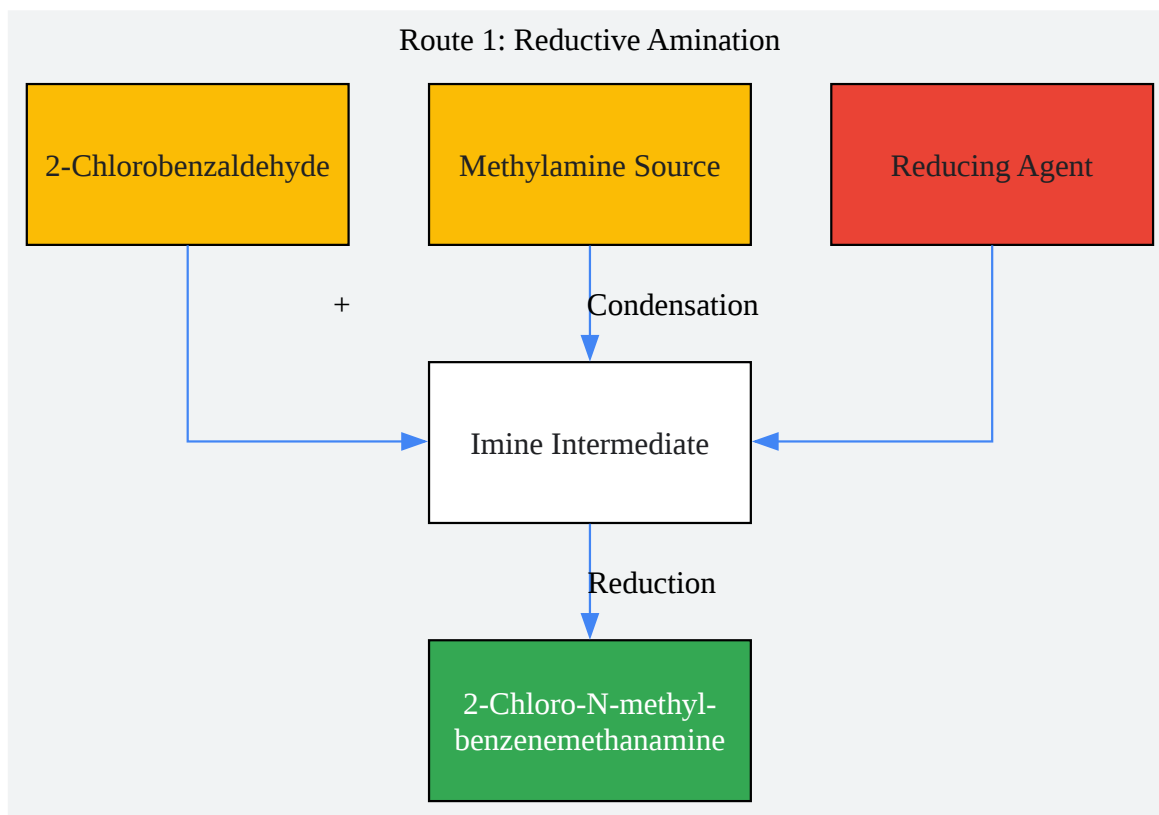 Route 1: Reductive Amination
2-Chlorobenzaldehyde
Methylamine Source
Reducing Agent
+
Condensation
Imine Intermediate
Reduction
2-Chloro-N-methyl-
benzenemethanamine